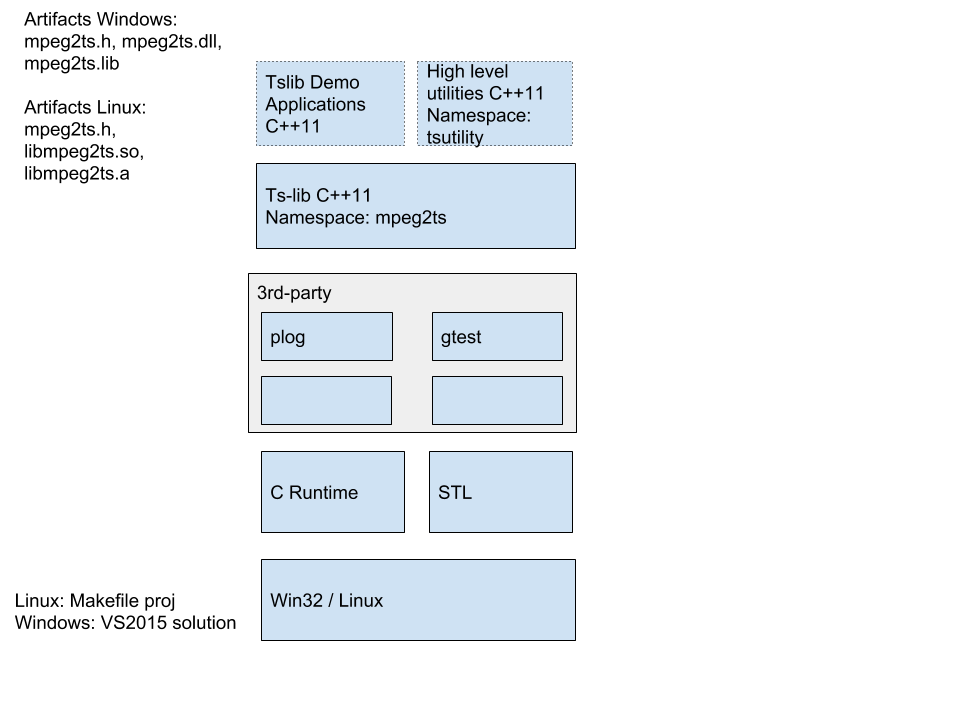 Artifacts Windows:
mpeg2ts.h, mpeg2ts.dll,
mpeg2ts.lib
Artifacts Linux:
mpeg2ts.h,
libmpeg2ts.so,
libmpeg2ts.a
Tslib Demo
Applications
C++11
High level
utilities C++11
Namespace:
tsutility
Ts-lib C++11
Namespace: mpeg2ts
3rd-party
plog
gtest
C Runtime
STL
Win32 / Linux
Linux: Makefile proj
Windows: VS2015 solution